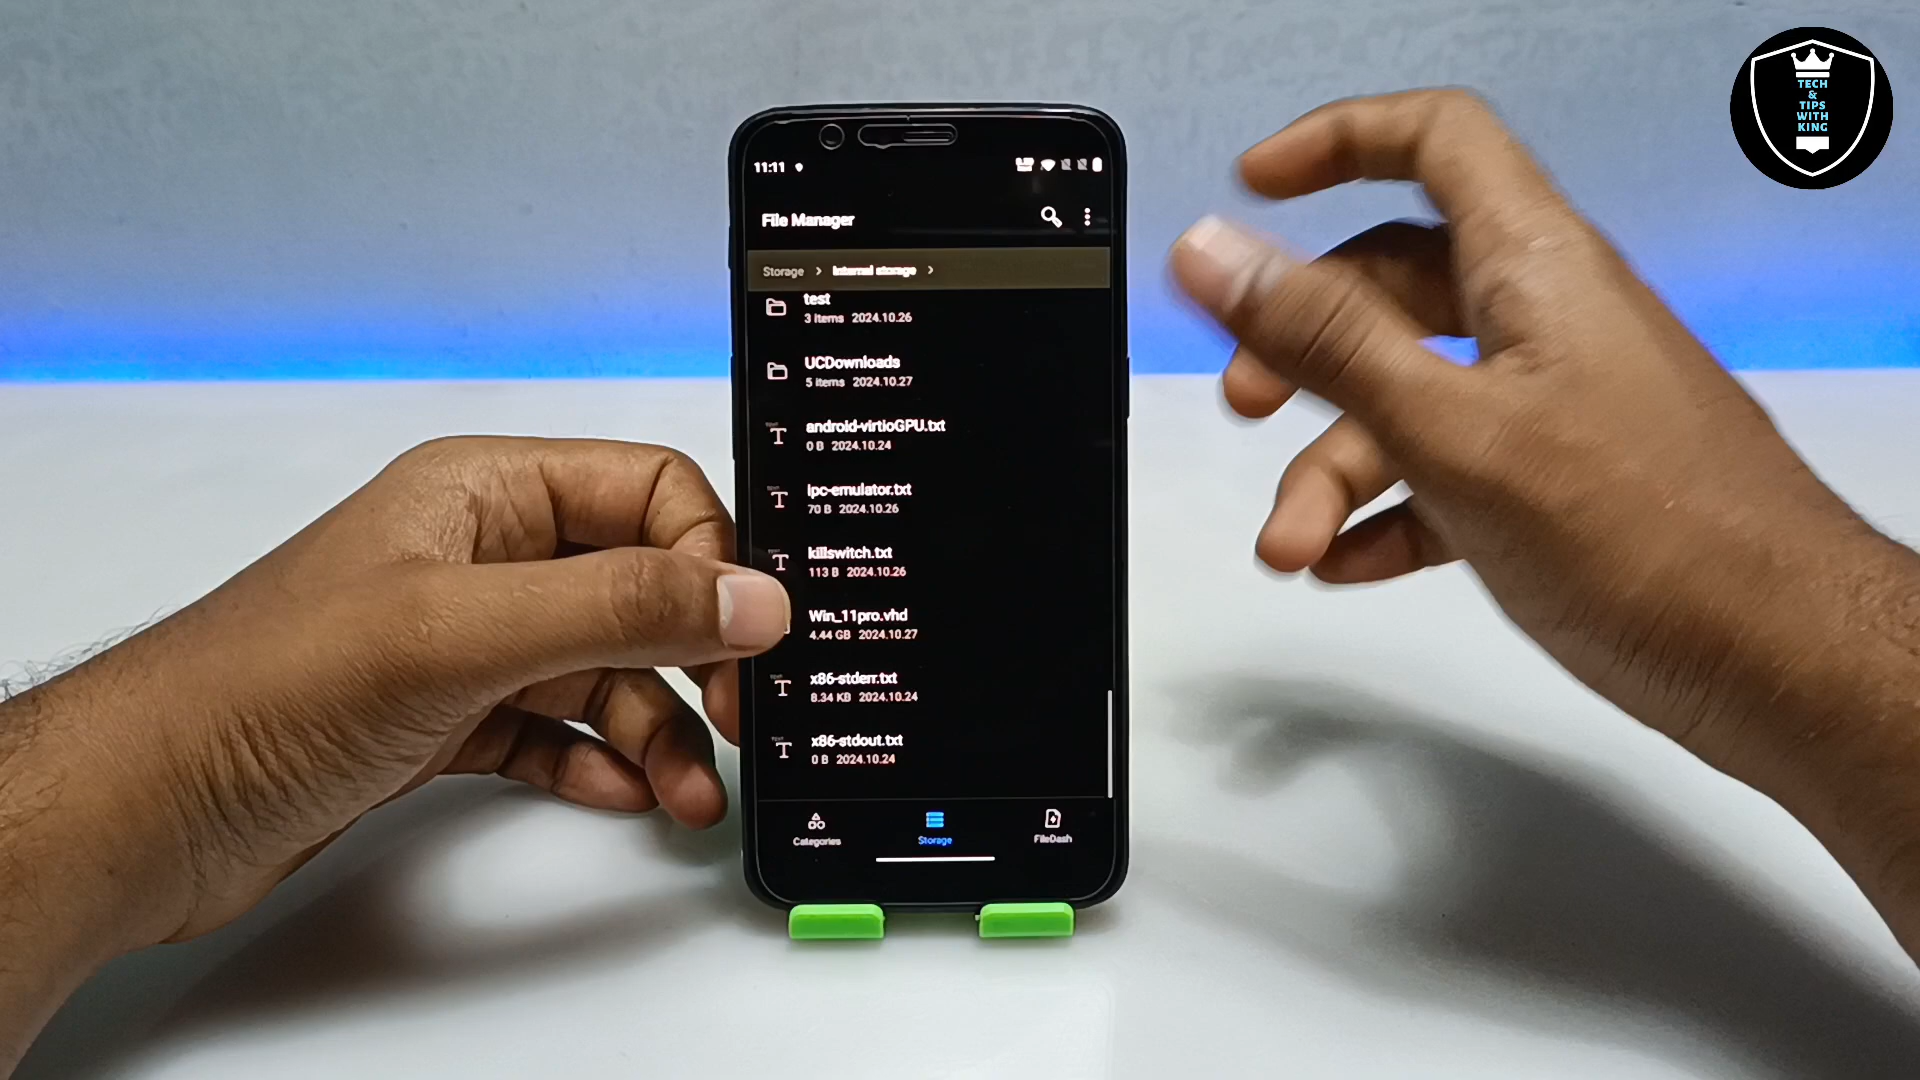 TECH
&
TIPS
WITH
KING
11:11
File Manager
Storage > Internal storage >
test
3 items 2024.10.26
UCDownloads
5 items 2024.10.27
android-virtioGPU.txt
0 B 2024.10.24
lpc-emulator.txt
70 B 2024.10.26
killswitch.txt
113 B 2024.10.26
Win_11pro.vhd
4.44 GB 2024.10.27
x86-stderr.txt
8.34 KB 2024.10.24
x86-stdout.txt
0 B 2024.10.24
Categories
Storage
FileDash